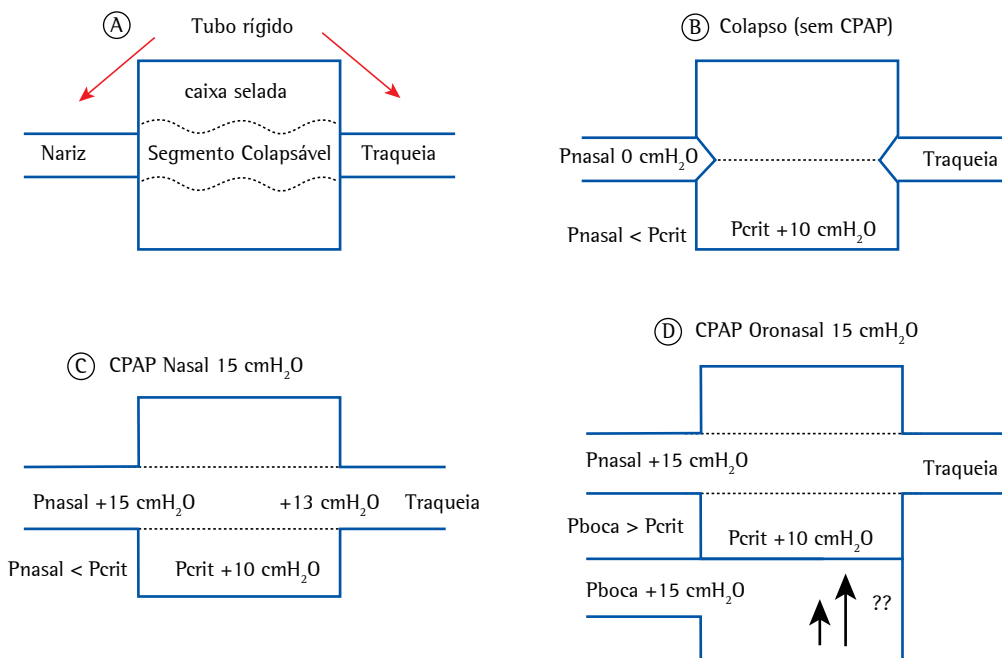 A
Tubo rígido
caixa selada
Nariz
Segmento Colapsável
Traqueia
B Colapso (sem CPAP)
Pnasal 0 cmH₂O
Traqueia
Pnasal < Pcrit
Pcrit +10 cmH₂O
C CPAP Nasal 15 cmH₂O
Pnasal +15 cmH₂O
+13 cmH₂O
Traqueia
Pnasal < Pcrit
Pcrit +10 cmH₂O
D CPAP Oronasal 15 cmH₂O
Pnasal +15 cmH₂O
Traqueia
Pboca > Pcrit
Pcrit +10 cmH₂O
Pboca +15 cmH₂O
??